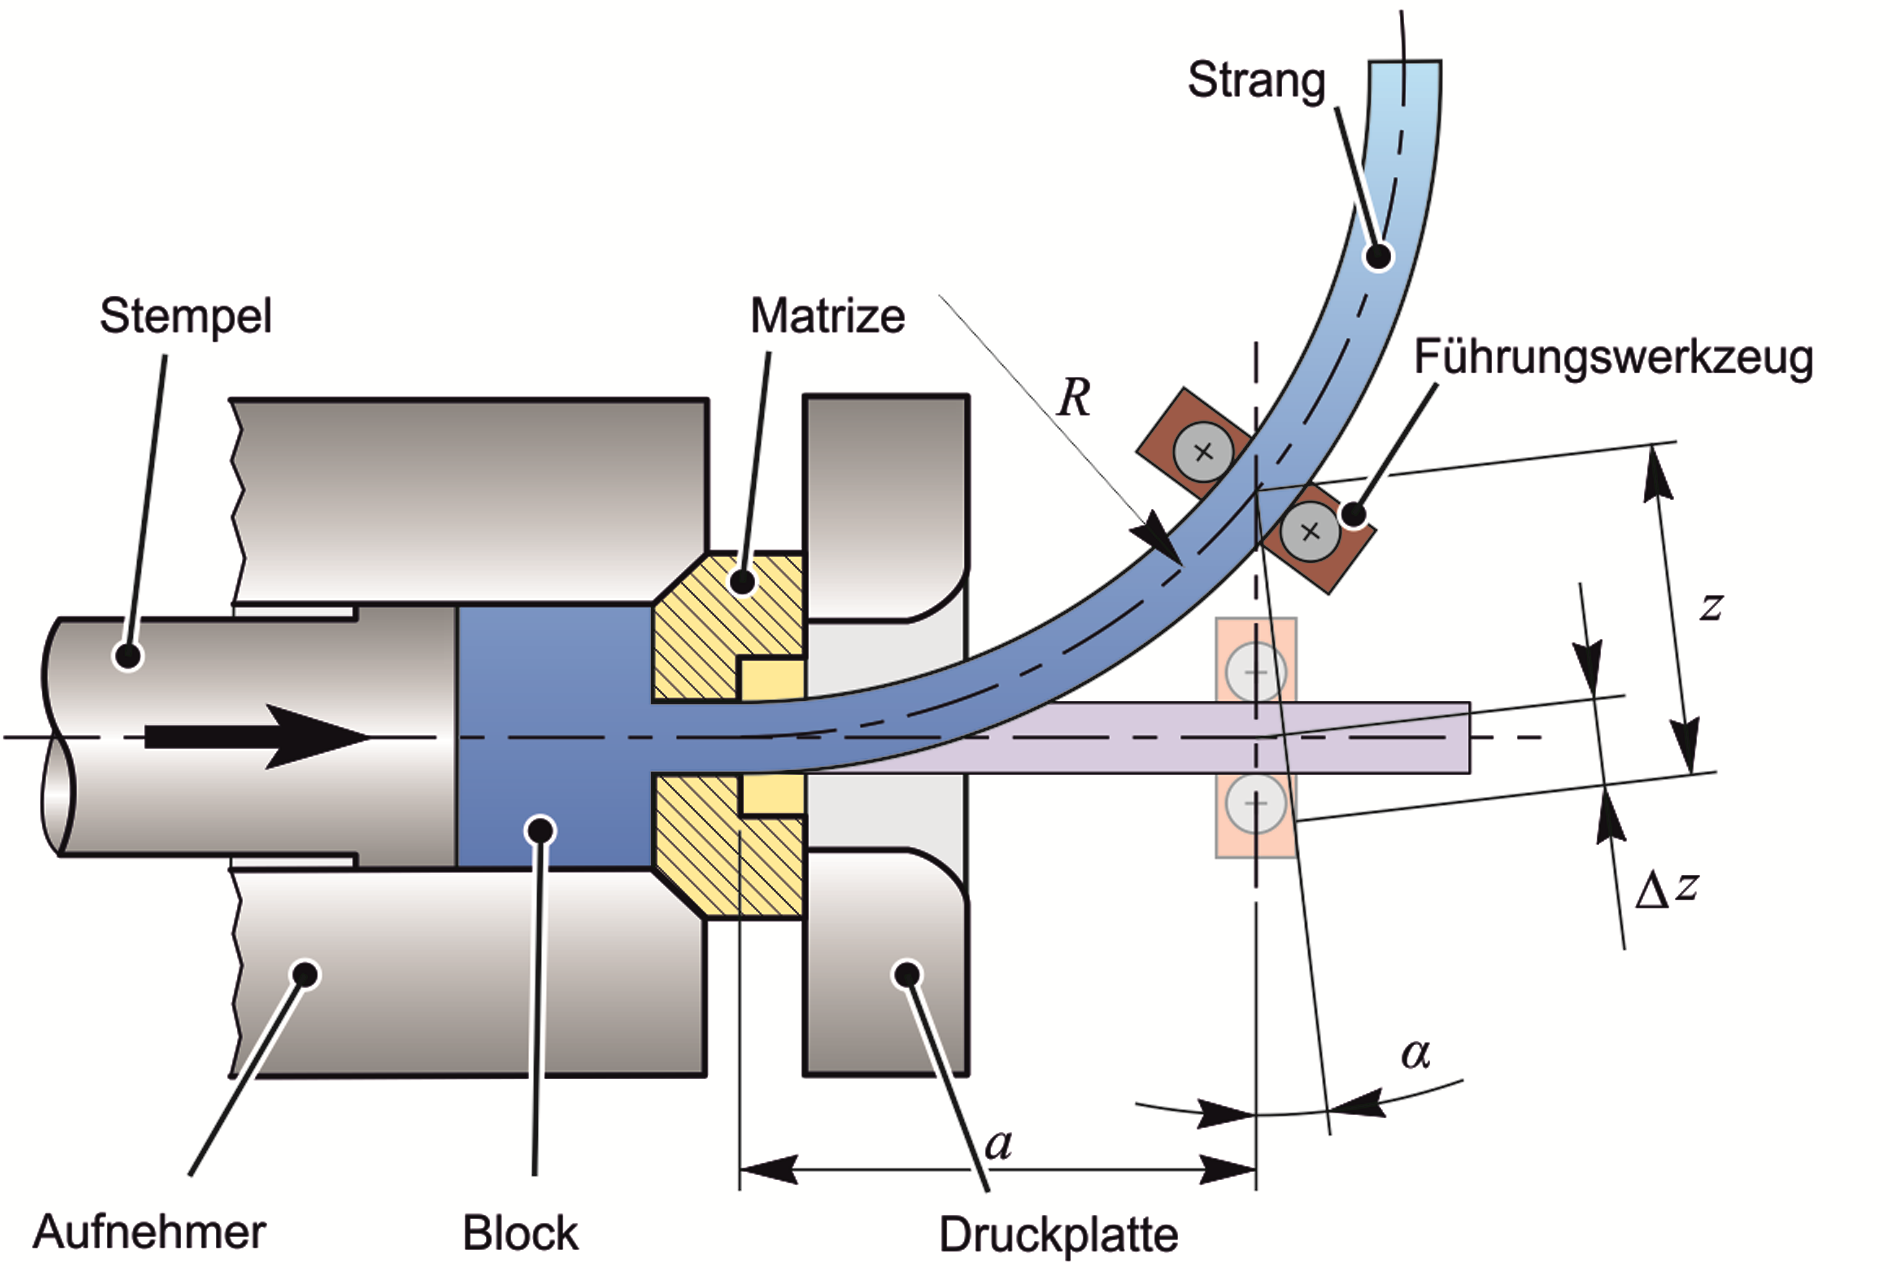 Strang
Stempel
Matrize
Führungswerkzeug
R
z
Δz
α
a
Aufnehmer
Block
Druckplatte